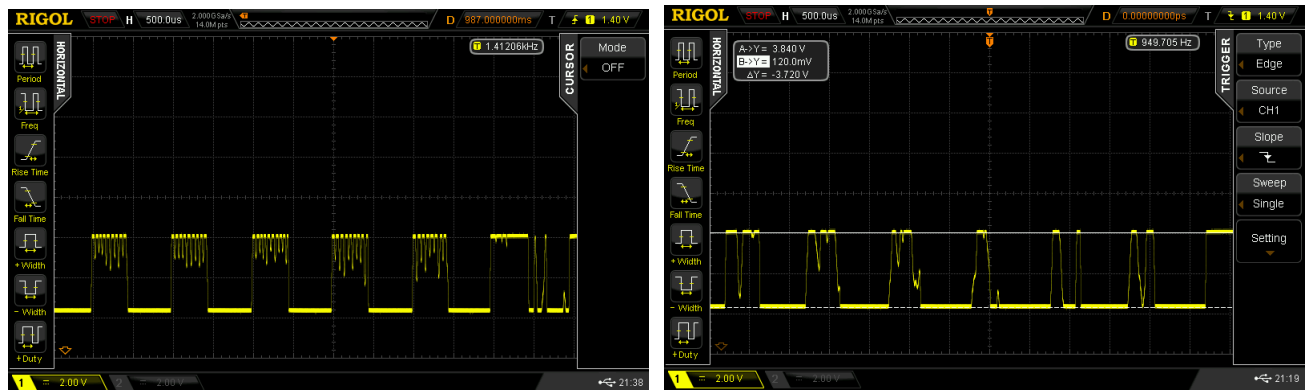 RIGOL STOP H 500.0us 2.000GSa/s 14.0M pts D 987.000000ms T 1 1.40 V
HORIZONTAL
Period
Freq
Rise Time
Fall Time
+ Width
- Width
+Duty
1.41206kHz
CURSOR
Mode
OFF
1 = 2.00 V 2 = 2.00 V 21:38
RIGOL STOP H 500.0us 2.000GSa/s 14.0M pts D 0.00000000ps T 1 1.40 V
HORIZONTAL
Period
Freq
Rise Time
Fall Time
+ Width
- Width
+Duty
A->Y = 3.840 V
B->Y = 120.0mV
ΔY = -3.720 V
949.705 Hz
TRIGGER
Type
Edge
Source
CH1
Slope
Sweep
Single
Setting
1 = 2.00 V 2 = 2.00 V 21:19